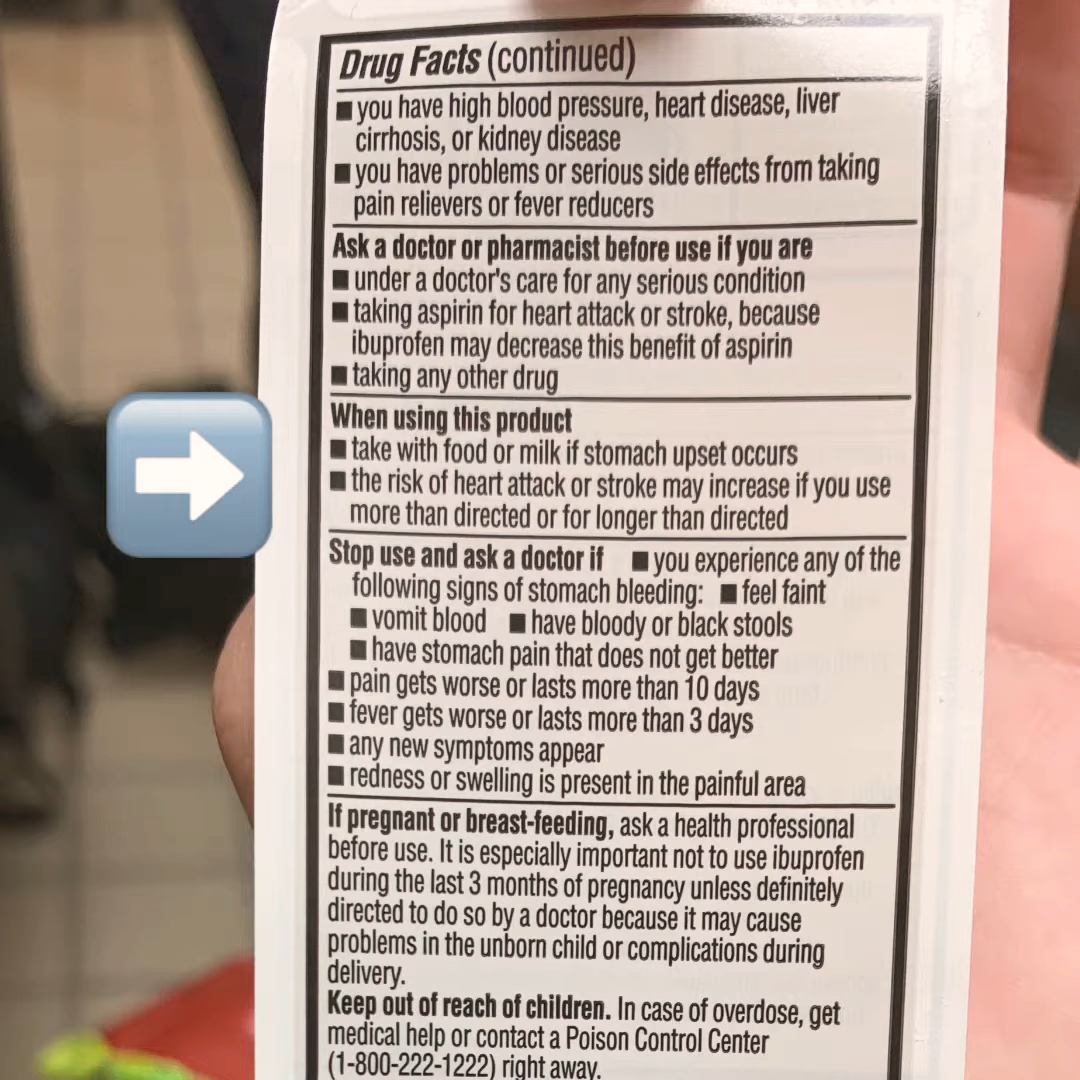 Drug Facts (continued)
■ you have high blood pressure, heart disease, liver
cirrhosis, or kidney disease
■ you have problems or serious side effects from taking
pain relievers or fever reducers
Ask a doctor or pharmacist before use if you are
■ under a doctor's care for any serious condition
■ taking aspirin for heart attack or stroke, because
ibuprofen may decrease this benefit of aspirin
■ taking any other drug
When using this product
■ take with food or milk if stomach upset occurs
■ the risk of heart attack or stroke may increase if you use
more than directed or for longer than directed
Stop use and ask a doctor if ■ you experience any of the
following signs of stomach bleeding: ■ feel faint
■ vomit blood ■ have bloody or black stools
■ have stomach pain that does not get better
■ pain gets worse or lasts more than 10 days
■ fever gets worse or lasts more than 3 days
■ any new symptoms appear
■ redness or swelling is present in the painful area
If pregnant or breast-feeding, ask a health professional
before use. It is especially important not to use ibuprofen
during the last 3 months of pregnancy unless definitely
directed to do so by a doctor because it may cause
problems in the unborn child or complications during
delivery.
Keep out of reach of children. In case of overdose, get
medical help or contact a Poison Control Center
(1-800-222-1222) right away.